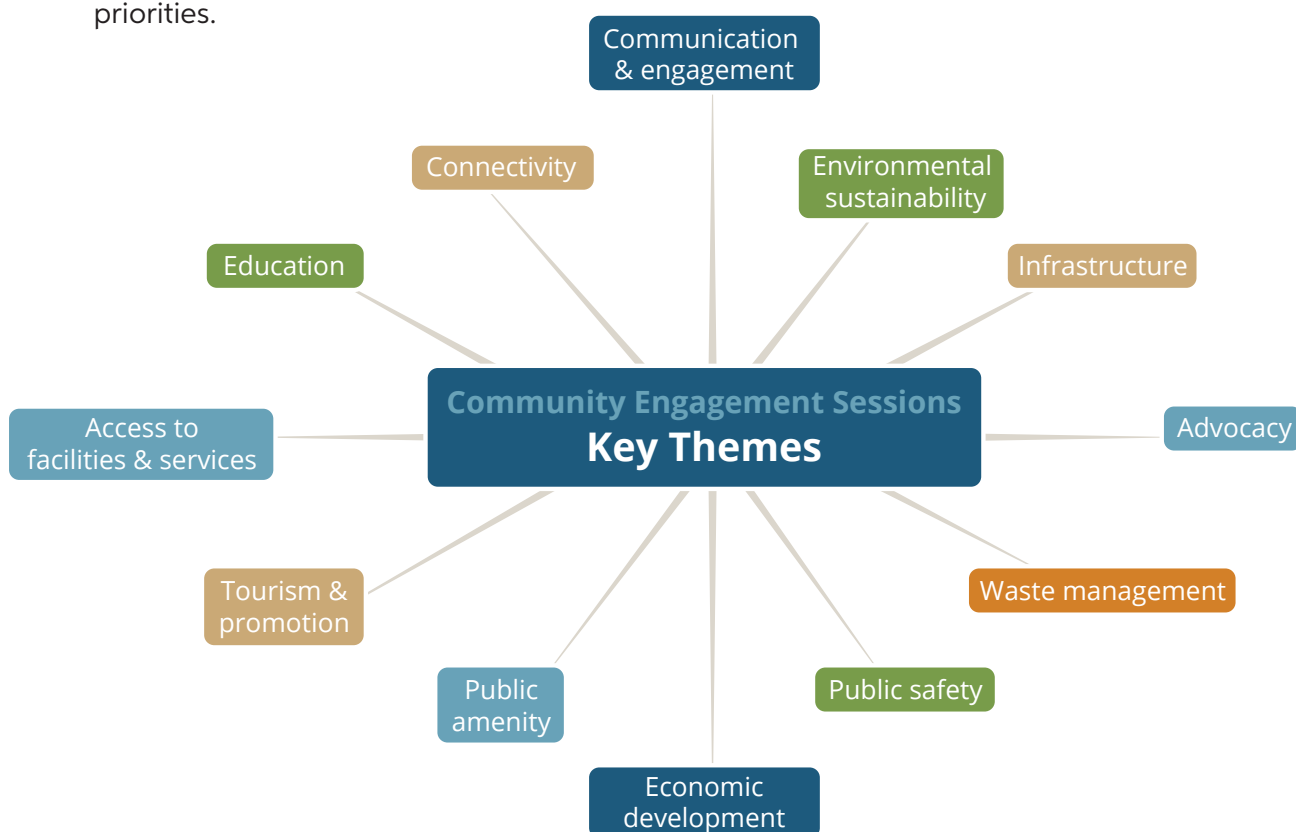 priorities.
Communication
& engagement
Connectivity
Environmental
sustainability
Education
Infrastructure
Community Engagement Sessions
Key Themes
Access to
facilities & services
Advocacy
Tourism &
promotion
Waste management
Public
amenity
Public safety
Economic
development